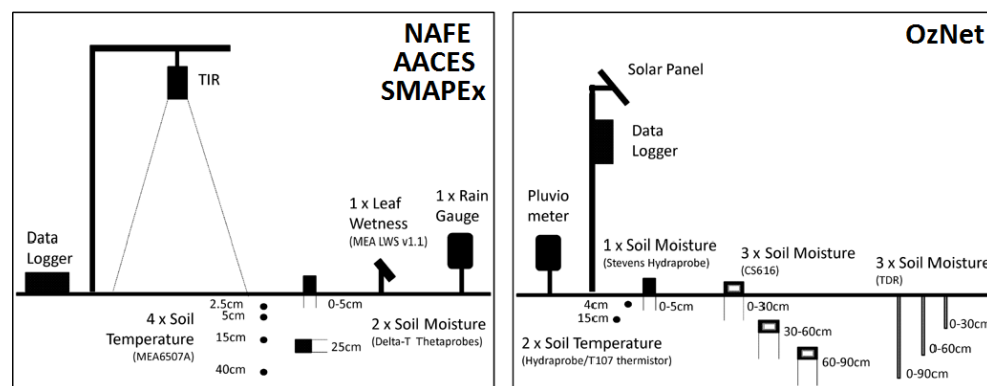 NAFE
AACES
SMAPEx
TIR
1 x Leaf
Wetness
(MEA LWS v1.1)
1 x Rain
Gauge
Data
Logger
2.5cm
5cm
15cm
40cm
4 x Soil
Temperature
(MEA6507A)
0-5cm
25cm
2 x Soil Moisture
(Delta-T Thetaprobes)
OzNet
Solar Panel
Data
Logger
Pluvio
meter
1 x Soil Moisture
(Stevens Hydraprobe)
3 x Soil Moisture
(CS616)
3 x Soil Moisture
(TDR)
4cm
15cm
0-5cm
0-30cm
30-60cm
60-90cm
0-30cm
0-60cm
0-90cm
2 x Soil Temperature
(Hydraprobe/T107 thermistor)